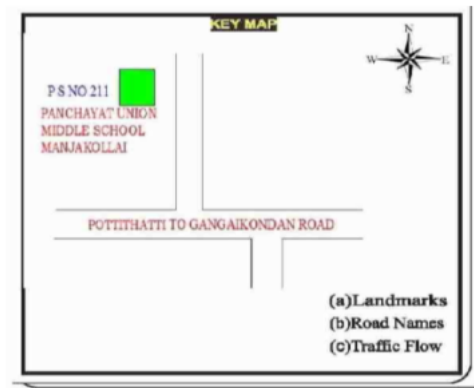 KEY MAP
N
W E
S
P S NO 211
PANCHAYAT UNION
MIDDLE SCHOOL
MANJAKOLLAI
POTTITHATTI TO GANGAIKONDAN ROAD
(a)Landmarks
(b)Road Names
(c)Traffic Flow